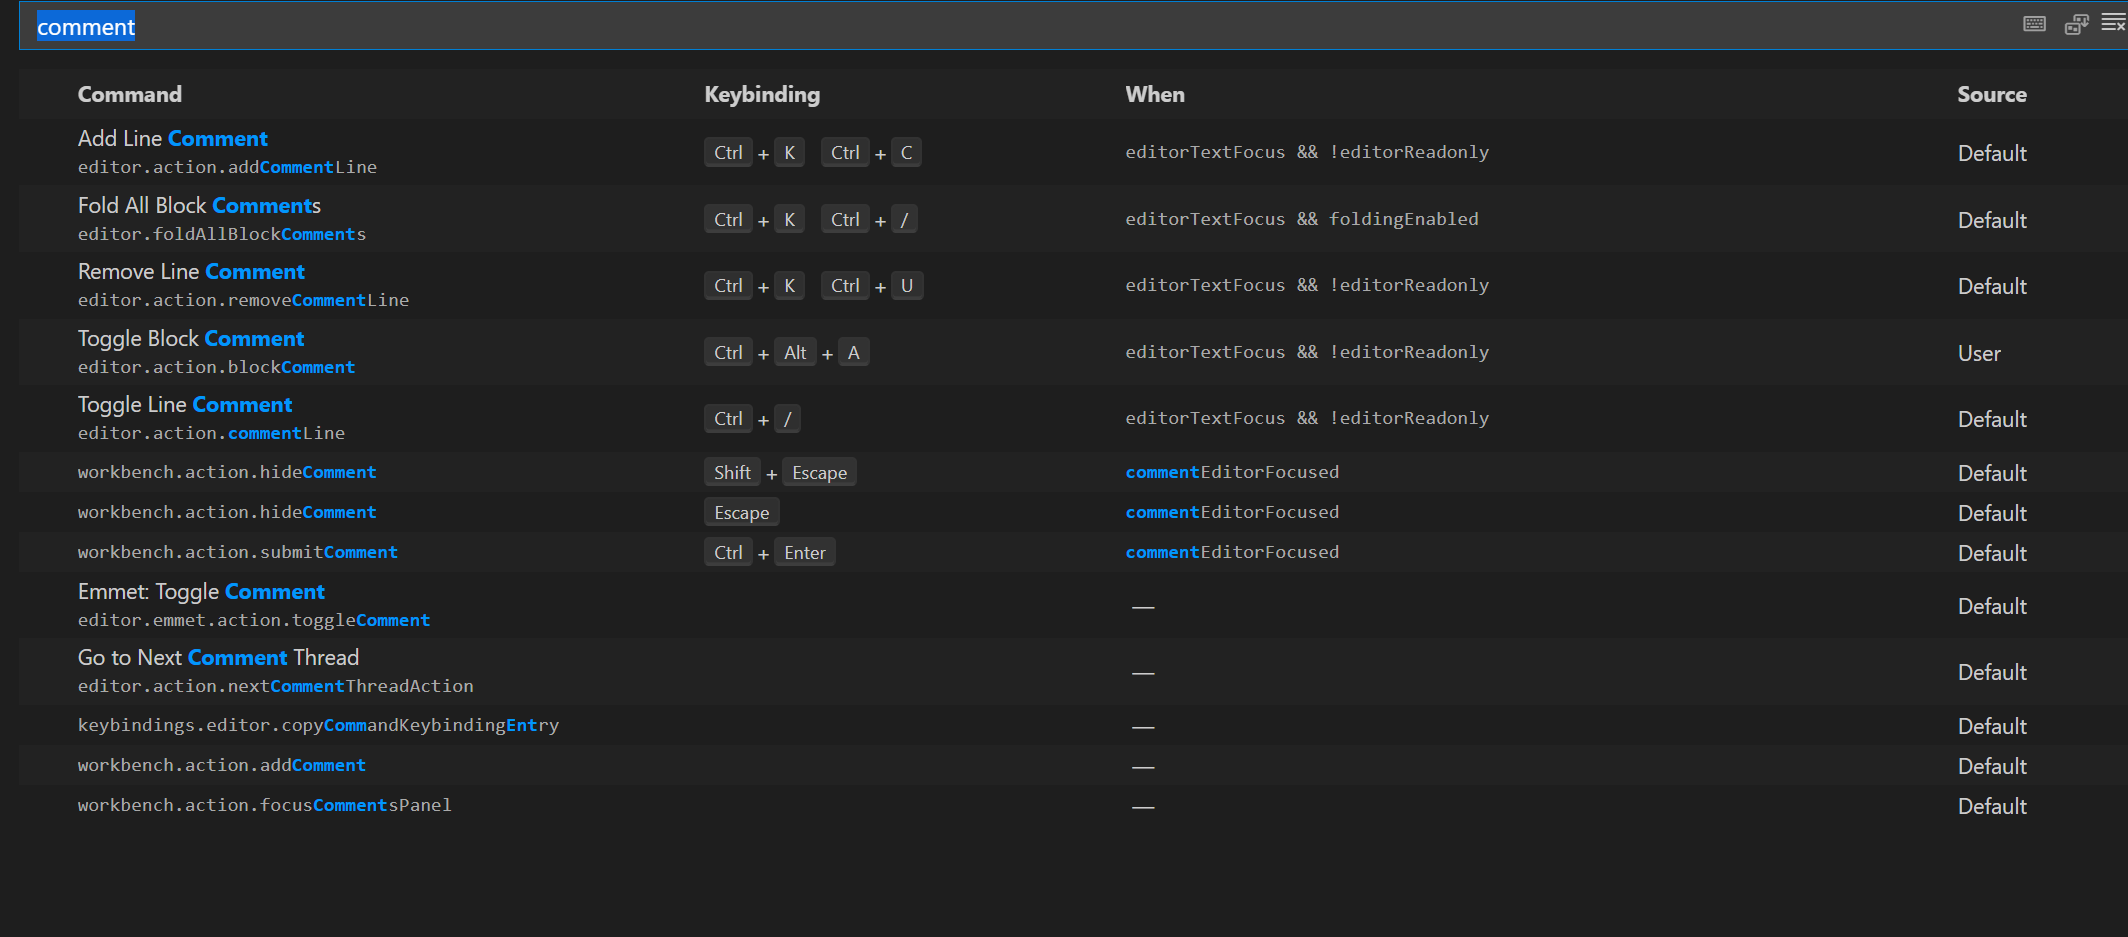 comment
Command Keybinding When Source
Add Line Comment
editor.action.addCommentLine
Ctrl + K Ctrl + C editorTextFocus && !editorReadonly Default
Fold All Block Comments
editor.foldAllBlockComments
Ctrl + K Ctrl + / editorTextFocus && foldingEnabled Default
Remove Line Comment
editor.action.removeCommentLine
Ctrl + K Ctrl + U editorTextFocus && !editorReadonly Default
Toggle Block Comment
editor.action.blockComment
Ctrl + Alt + A editorTextFocus && !editorReadonly User
Toggle Line Comment
editor.action.commentLine
Ctrl + / editorTextFocus && !editorReadonly Default
workbench.action.hideComment Shift + Escape commentEditorFocused Default
workbench.action.hideComment Escape commentEditorFocused Default
workbench.action.submitComment Ctrl + Enter commentEditorFocused Default
Emmet: Toggle Comment
editor.emmet.action.toggleComment
— Default
Go to Next Comment Thread
editor.action.nextCommentThreadAction
— Default
keybindings.editor.copyCommandKeybindingEntry — Default
workbench.action.addComment — Default
workbench.action.focusCommentsPanel — Default